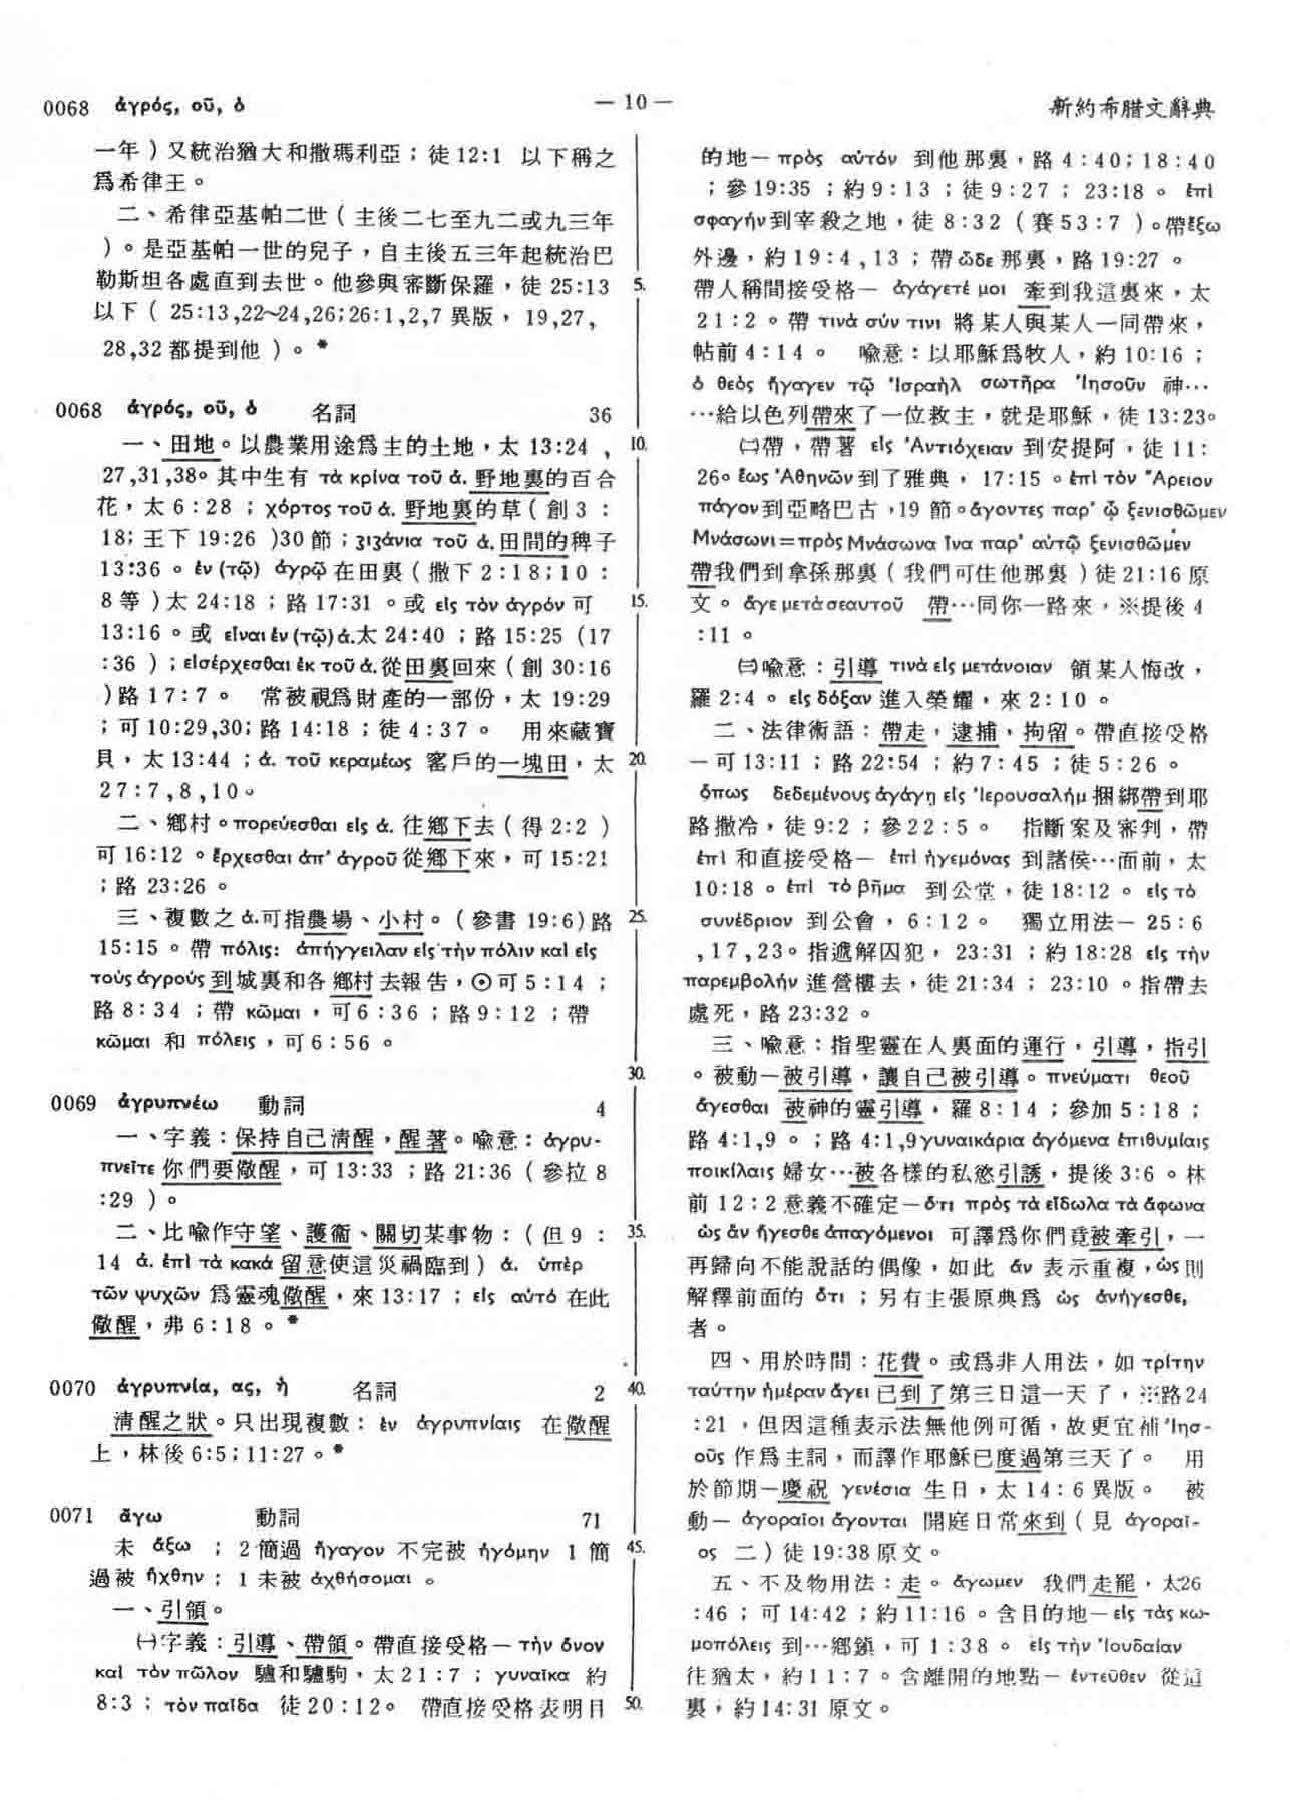 0068 ἀγρός, οῦ, ὁ
— 10 —
新約希腊文辭典
一年）又統治猶大和撒瑪利亞；徒12:1 以下稱之
爲希律王。
二、希律亞基帕二世（主後二七至九二或九三年
）。是亞基帕一世的兒子，自主後五三年起統治巴
勒斯坦各處直到去世。他參與審斷保羅，徒25:13
以下（25:13,22~24,26;26:1,2,7異版，19,27,
28,32都提到他）。*
0068 ἀγρός, οῦ, ὁ 名詞 36
一、田地。以農業用途爲主的土地，太 13:24 ,
27,31,38。其中生有 τὰ κρίνα τοῦ ἀ. 野地裏的百合
花，太 6:28；χόρτος τοῦ ἀ. 野地裏的草（創 3:
18; 王下 19:26 )30 節；ζιζάνια τοῦ ἀ. 田間的稗子
13:36。ἐν (τῷ) ἀγρῷ 在田裏（撒下 2:18; 10:
8等）太 24:18；路 17:31。或 εἰς τὸν ἀγρόν 可
13:16。或 εἶναι ἐν (τῷ) ἀ. 太 24:40；路 15:25 (17
:36 )；εἰσέρχεσθαι ἐκ τοῦ ἀ. 從田裏回來（創 30:16
)路 17:7。 常被視爲財產的一部份，太 19:29
；可10:29,30; 路 14:18；徒 4:37。 用來藏寶
貝，太 13:44；ἀ. τοῦ κεραμέως 窰戶的一塊田，太
27:7,8,10。
二、鄉村。πορεύεσθαι εἰς ἀ. 往鄉下去（得2:2 )
可16:12。ἔρχεσθαι ἀπ' ἀγροῦ 從鄉下來，可15:21
；路 23:26。
三、複數之 ἀ. 可指農場、小村。（參書 19:6)路
15:15。帶 πόλις: ἀπήγγειλαν εἰς τὴν πόλιν καὶ εἰς
τοὺς ἀγρούς 到城裏和各鄉村去報告，⊙可 5:14；
路 8:34；帶 κῶμαι，可6:36；路 9:12；帶
κῶμαι 和 πόλεις，可6:56。
0069 ἀγρυπνέω 動詞 4
一、字義：保持自己清醒，醒著。喩意：ἀγρυ-
πνεῖτε 你們要儆醒，可 13:33；路 21:36（參拉 8
:29 )。
二、比喩作守望、護衞、關切某事物：（但9:
14 ἀ. ἐπὶ τὰ κακά 留意使這災禍臨到）ἀ. ὑπὲρ
τῶν ψυχῶν 爲靈魂儆醒，來 13:17；εἰς αὐτό 在此
儆醒，弗 6:18。*
0070 ἀγρυπνία, ας, ἡ 名詞 2
清醒之狀。只出現複數：ἐν ἀγρυπνίαις 在儆醒
上，林後 6:5; 11:27。*
0071 ἄγω 動詞 71
未 ἄξω；2簡過 ἤγαγον 不完被 ἠγόμην 1簡
過被 ἤχθην；1未被 ἀχθήσομαι。
一、引領。
㈠字義：引導、帶領。帶直接受格— τὴν ὄνον
καὶ τὸν πῶλον 驢和驢駒，太21:7；γυναῖκα 約
8:3；τὸν παῖδα 徒 20:12。 帶直接受格表明目
5.
10.
15.
20.
25.
30.
35.
40.
45.
50.
的地— πρὸς αὐτόν 到他那裏，路 4:40; 18:40
；參19:35；約 9:13；徒 9:27；23:18。ἐπὶ
σφαγήν 到宰殺之地，徒 8:32（賽 53:7 )。帶ἔξω
外邊，約 19:4,13；帶 ὧδε 那裏，路 19:27。
帶人稱間接受格— ἀγάγετέ μοι 牽到我這裏來，太
21:2。帶 τινὰ σύν τινι 將某人與某人一同帶來，
帖前 4:14。 喩意：以耶穌爲牧人，約 10:16；
ὁ θεὸς ἤγαγεν τῷ Ἰσραὴλ σωτῆρα Ἰησοῦν 神…
…給以色列帶來了一位救主，就是耶穌，徒 13:23。
㈡帶，帶著 εἰς Ἀντιόχειαν 到安提阿，徒 11:
26。ἕως Ἀθηνῶν 到了雅典，17:15。ἐπὶ τὸν Ἄρειον
πάγον 到亞略巴古，19 節。ἄγοντες παρ' ᾧ ξενισθῶμεν
Μνάσωνι = πρὸς Μνάσωνα ἵνα παρ' αὐτῷ ξενισθῶμεν
帶我們到拿孫那裏（我們可住他那裏）徒 21:16 原
文。ἄγε μετὰ σεαυτοῦ 帶…同你一路來，※提後 4
:11。
㈢喩意：引導 τινὰ εἰς μετάνοιαν 領某人悔改，
羅 2:4。εἰς δόξαν 進入榮耀，來 2:10。
二、法律術語：帶走，逮捕，拘留。帶直接受格
—可13:11；路 22:54；約 7:45；徒 5:26。
ὅπως δεδεμένους ἀγάγῃ εἰς Ἰερουσαλήμ 捆綁帶到耶
路撒冷，徒 9:2；參22:5。 指斷案及審判，帶
ἐπὶ 和直接受格— ἐπὶ ἡγεμόνας 到諸侯…面前，太
10:18。ἐπὶ τὸ βῆμα 到公堂，徒 18:12。εἰς τὸ
συνέδριον 到公會，6:12。 獨立用法— 25:6
,17,23。指遞解囚犯，23:31；約 18:28 εἰς τὴν
παρεμβολήν 進營樓去，徒 21:34；23:10。指帶去
處死，路 23:32。
三、喩意：指聖靈在人裏面的運行，引導，指引
。被動—被引導，讓自己被引導。πνεύματι θεοῦ
ἄγεσθαι 被神的靈引導，羅 8:14；參加 5:18；
路 4:1,9。；路 4:1,9 γυναικάρια ἀγόμενα ἐπιθυμίαις
ποικίλαις 婦女…被各樣的私慾引誘，提後 3:6。林
前 12:2 意義不確定—ὅτι πρὸς τὰ εἴδωλα τὰ ἄφωνα
ὡς ἂν ἤγεσθε ἀπαγόμενοι 可譯爲你們竟被牽引，一
再歸向不能說話的偶像，如此 ἄν 表示重複，ὡς則
解釋前面的 ὅτι；另有主張原典爲 ὡς ἀνήγεσθε,
者。
四、用於時間：花費。或爲非人用法，如 τρίτην
ταύτην ἡμέραν ἄγει 已到了第三日這一天了，※路24
:21，但因這種表示法無他例可循，故更宜補 Ἰησ-
οῦς 作爲主詞，而譯作耶穌已度過第三天了。 用
於節期—慶祝 γενέσια 生日，太 14:6 異版。 被
動— ἀγοραῖοι ἄγονται 開庭日常來到（見 ἀγοραῖ-
ος 二）徒 19:38 原文。
五、不及物用法：走。ἄγωμεν 我們走罷，太26
:46；可 14:42；約11:16。含目的地—εἰς τὰς κω-
μοπόλεις 到…鄉鎮，可 1:38。εἰς τὴν Ἰουδαίαν
往猶太，約11:7。含離開的地點— ἐντεῦθεν 從這
裏，約14:31 原文。